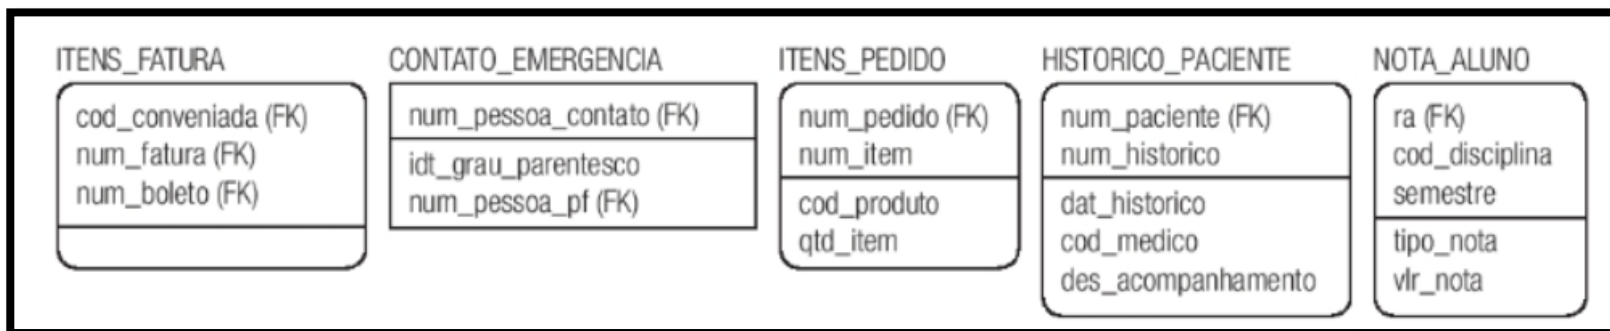 ITENS_FATURA
cod_conveniada (FK)
num_fatura (FK)
num_boleto (FK)
CONTATO_EMERGENCIA
num_pessoa_contato (FK)
idt_grau_parentesco
num_pessoa_pf (FK)
ITENS_PEDIDO
num_pedido (FK)
num_item
cod_produto
qtd_item
HISTORICO_PACIENTE
num_paciente (FK)
num_historico
dat_historico
cod_medico
des_acompanhamento
NOTA_ALUNO
ra (FK)
cod_disciplina
semestre
tipo_nota
vlr_nota